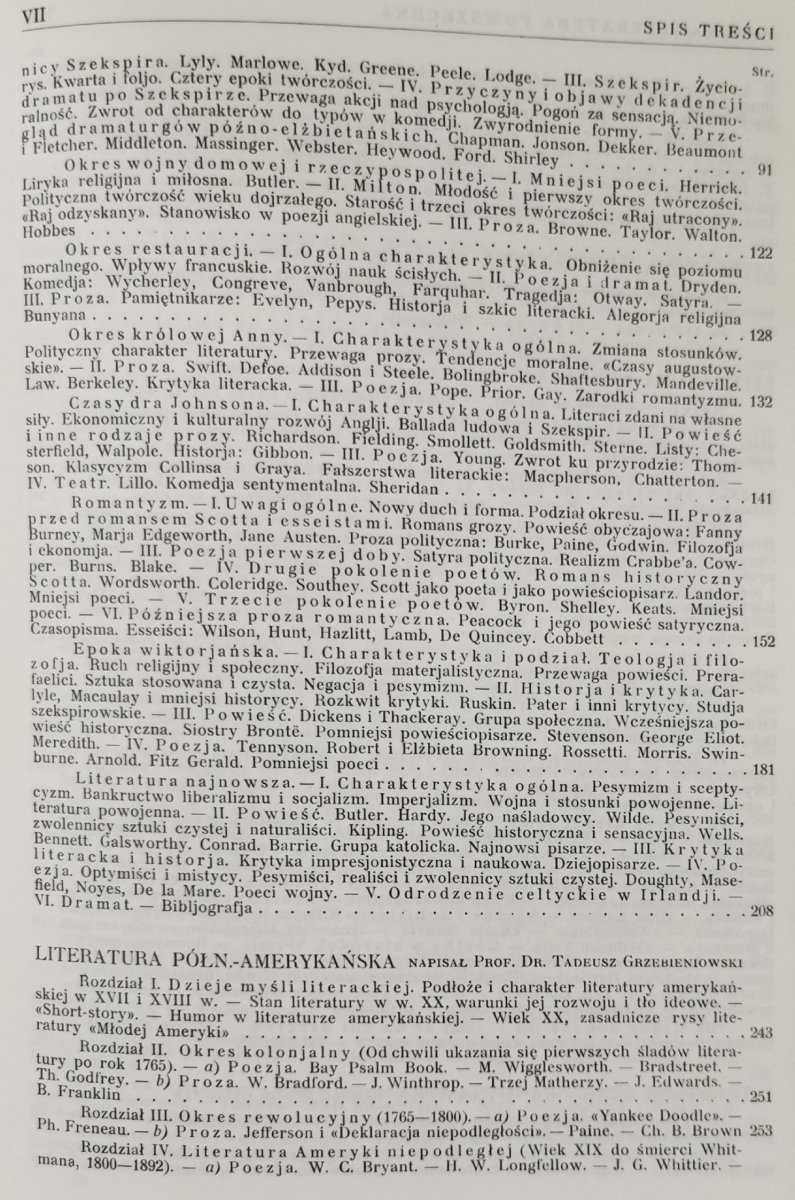 VII SPIS TREŚCI
Str.
nicy Szekspira. Lyly. Marlowe. Kyd. Greene. Peele. Lodge. — III. Szekspir. Życio-
rys. Kwarta i foljo. Cztery epoki twórczości. — IV. Przyczyny i objawy dekadencji
dramatu po Szekspirze. Przewaga akcji nad psychologją. Pogoń za sensacją. Niemo-
ralność. Zwrot od charakterów do typów w komedji. Zwyrodnienie formy. — V. Prze-
gląd dramaturgów późno-elżbietańskich. Chapman. Jonson. Dekker. Beaumont
i Fletcher. Middleton. Massinger. Webster. Heywood. Ford. Shirley . . . . . . . . . . . 91
Okres wojny domowej i rzeczypospolitej. — I. Mniejsi poeci. Herrick.
Liryka religijna i miłosna. Butler. — II. Milton. Młodość i pierwszy okres twórczości.
Polityczna twórczość wieku dojrzałego. Starość i trzeci okres twórczości: «Raj utracony».
«Raj odzyskany». Stanowisko w poezji angielskiej. — III. Proza. Browne. Taylor. Walton.
Hobbes . . . . . . . . . . . . . . . . . . . . . . . . . . . . . . . . 122
Okres restauracji. — I. Ogólna charakterystyka. Obniżenie się poziomu
moralnego. Wpływy francuskie. Rozwój nauk ścisłych. — II. Poezja i dramat. Dryden.
Komedja: Wycherley, Congreve, Vanbrough, Farquhar. Tragedja: Otway. Satyra. —
III. Proza. Pamiętnikarze: Evelyn, Pepys. Historja i szkic literacki. Alegorja religijna
Bunyana . . . . . . . . . . . . . . . . . . . . . . . . . . . . . . . 128
Okres królowej Anny. — I. Charakterystyka ogólna. Zmiana stosunków.
Polityczny charakter literatury. Przewaga prozy. Tendencje moralne. «Czasy augustow-
skie». — II. Proza. Swift. Defoe. Addison i Steele. Bolingbroke. Shaftesbury. Mandeville.
Law. Berkeley. Krytyka literacka. — III. Poezja. Pope. Prior. Gay. Zarodki romantyzmu. 132
Czasy dra Johnsona. — I. Charakterystyka ogólna. Literaci zdani na własne
siły. Ekonomiczny i kulturalny rozwój Anglji. Ballada ludowa i Szekspir. — II. Powieść
i inne rodzaje prozy. Richardson. Fielding. Smollett. Goldsmith. Sterne. Listy: Che-
sterfield, Walpole. Historja: Gibbon. — III. Poezja. Young. Zwrot ku przyrodzie: Thom-
son. Klasycyzm Collinsa i Graya. Fałszerstwa literackie: Macpherson, Chatterton. —
IV. Teatr. Lillo. Komedja sentymentalna. Sheridan . . . . . . . . . . . . . . . 141
Romantyzm. — I. Uwagi ogólne. Nowy duch i forma. Podział okresu. — II. Proza
przed romansem Scotta i esseistami. Romans grozy. Powieść obyczajowa: Fanny
Burney, Marja Edgeworth, Jane Austen. Proza polityczna: Burke, Paine, Godwin. Filozofja
i ekonomja. — III. Poezja pierwszej doby. Satyra polityczna. Realizm Crabbe'a. Cow-
per. Burns. Blake. — IV. Drugie pokolenie poetów. Romans historyczny
Scotta. Wordsworth. Coleridge. Southey. Scott jako poeta i jako powieściopisarz. Landor.
Mniejsi poeci. — V. Trzecie pokolenie poetów. Byron. Shelley. Keats. Mniejsi
poeci. — VI. Późniejsza proza romantyczna. Peacock i jego powieść satyryczna.
Czasopisma. Esseiści: Wilson, Hunt, Hazlitt, Lamb, De Quincey. Cobbett . . . . . . . . 152
Epoka wiktorjańska. — I. Charakterystyka i podział. Teologja i filo-
zofja. Ruch religijny i społeczny. Filozofja materjalistyczna. Przewaga powieści. Prera-
faelici. Sztuka stosowana i czysta. Negacja i pesymizm. — II. Historja i krytyka. Car-
lyle, Macaulay i mniejsi historycy. Rozkwit krytyki. Ruskin. Pater i inni krytycy. Studja
szekspirowskie. — III. Powieść. Dickens i Thackeray. Grupa społeczna. Wcześniejsza po-
wieść historyczna. Siostry Brontë. Pomniejsi powieściopisarze. Stevenson. George Eliot.
Meredith. — IV. Poezja. Tennyson. Robert i Elżbieta Browning. Rossetti. Morris. Swin-
burne. Arnold. Fitz Gerald. Pomniejsi poeci . . . . . . . . . . . . . . . . . 181
Literatura najnowsza. — I. Charakterystyka ogólna. Pesymizm i scepty-
cyzm. Bankructwo liberalizmu i socjalizm. Imperjalizm. Wojna i stosunki powojenne. Li-
teratura powojenna. — II. Powieść. Butler. Hardy. Jego naśladowcy. Wilde. Pesymiści,
zwolennicy sztuki czystej i naturaliści. Kipling. Powieść historyczna i sensacyjna. Wells.
Bennett. Galsworthy. Conrad. Barrie. Grupa katolicka. Najnowsi pisarze. — III. Krytyka
literacka i historja. Krytyka impresjonistyczna i naukowa. Dziejopisarze. — IV. Po-
ezja. Optymiści i mistycy. Pesymiści, realiści i zwolennicy sztuki czystej. Doughty, Mase-
field, Noyes, De la Mare. Poeci wojny. — V. Odrodzenie celtyckie w Irlandji. —
VI. Dramat. — Bibljografja . . . . . . . . . . . . . . . . . . . . . . . . 208
LITERATURA PÓŁN.-AMERYKAŃSKA NAPISAŁ PROF. DR. TADEUSZ GRZEBIENIOWSKI
Rozdział I. Dzieje myśli literackiej. Podłoże i charakter literatury amerykań-
skiej w XVII i XVIII w. — Stan literatury w w. XX, warunki jej rozwoju i tło ideowe. —
«Short-story». — Humor w literaturze amerykańskiej. — Wiek XX, zasadnicze rysy lite-
ratury «Młodej Ameryki» . . . . . . . . . . . . . . . . . . . . . . . . 243
Rozdział II. Okres kolonjalny (Od chwili ukazania się pierwszych śladów litera-
tury po rok 1765). — a) Poezja. Bay Psalm Book. — M. Wigglesworth. — Bradstreet. —
Th. Godfrey. — b) Proza. W. Bradford. — J. Winthrop. — Trzej Matherzy. — J. Edwards. —
B. Franklin . . . . . . . . . . . . . . . . . . . . . . . . . . . . . 251
Rozdział III. Okres rewolucyjny (1765—1800). — a) Poezja. «Yankee Doodle». —
Ph. Freneau. — b) Proza. Jefferson i «Deklaracja niepodległości». — Paine. — Ch. B. Brown 253
Rozdział IV. Literatura Ameryki niepodległej (Wiek XIX do śmierci Whit-
mana, 1800—1892). — a) Poezja. W. C. Bryant. — H. W. Longfellow. — J. G. Whittier. —